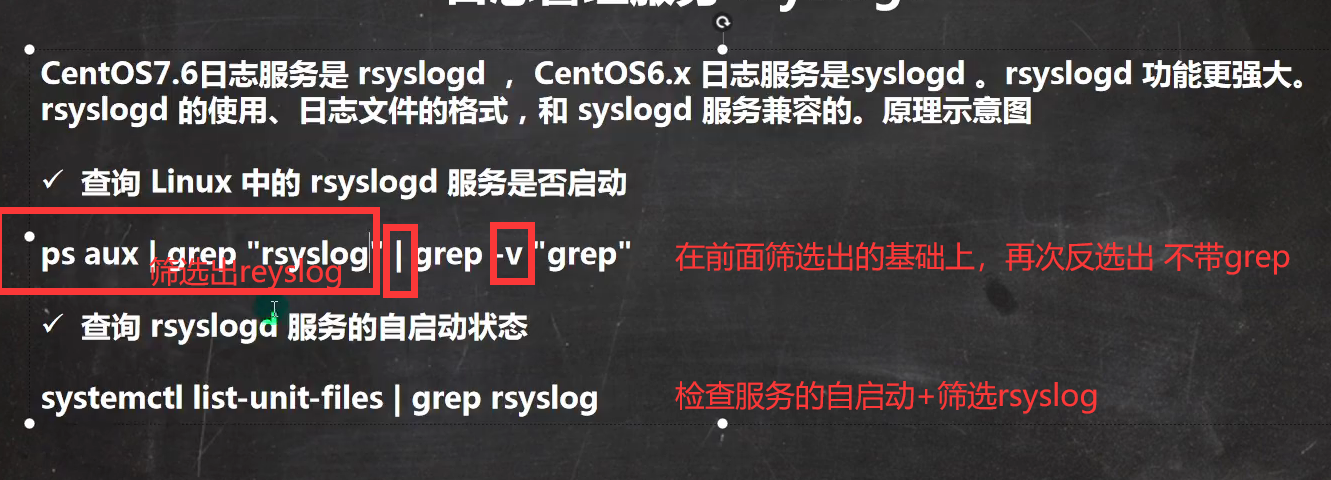 CentOS7.6日志服务是 rsyslogd ， CentOS6.x 日志服务是syslogd 。rsyslogd 功能更强大。
rsyslogd 的使用、日志文件的格式，和 syslogd 服务兼容的。原理示意图
✓ 查询 Linux 中的 rsyslogd 服务是否启动
ps aux | grep "rsyslog" | grep -v "grep"
在前面筛选出的基础上，再次反选出 不带grep
筛选出reyslog
✓ 查询 rsyslogd 服务的自启动状态
systemctl list-unit-files | grep rsyslog
检查服务的自启动+筛选rsyslog